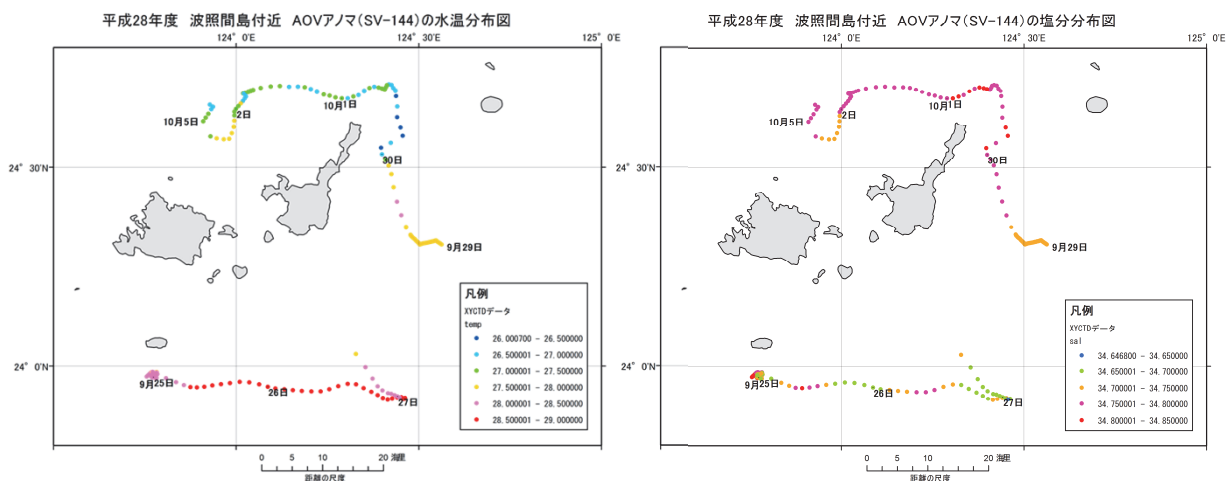 平成28年度 波照間島付近 AOVアノマ(SV-144)の水温分布図
124° 0'E
124° 30'E
125° 0'E
24° 30'N
24° 0'N
10月1日
2日
10月5日
30日
9月29日
9月25日
26日
27日
凡例
XYCTDデータ
temp
26.000700 - 26.500000
26.500001 - 27.000000
27.000001 - 27.500000
27.500001 - 28.000000
28.000001 - 28.500000
28.500001 - 29.000000
0 5 10 20 海里
距離の尺度
平成28年度 波照間島付近 AOVアノマ(SV-144)の塩分分布図
124° 0'E
124° 30'E
125° 0'E
24° 30'N
24° 0'N
10月1日
2日
10月5日
30日
9月29日
9月25日
26日
27日
凡例
XYCTDデータ
sal
34.646800 - 34.650000
34.650001 - 34.700000
34.700001 - 34.750000
34.750001 - 34.800000
34.800001 - 34.850000
0 5 10 20 海里
距離の尺度